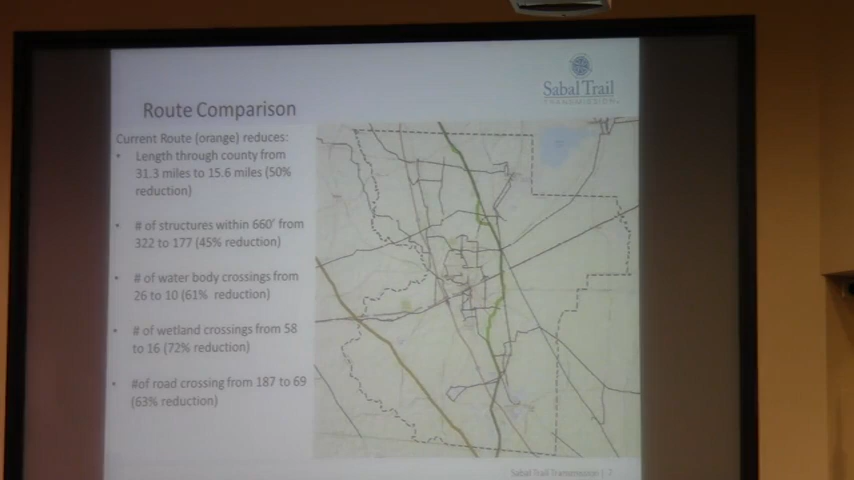 Sabal Trail
TRANSMISSION
Route Comparison
Current Route (orange) reduces:
• Length through county from
31.3 miles to 15.6 miles (50%
reduction)
• # of structures within 660' from
322 to 177 (45% reduction)
• # of water body crossings from
26 to 10 (61% reduction)
• # of wetland crossings from 58
to 16 (72% reduction)
• #of road crossing from 187 to 69
(63% reduction)
Sabal Trail Transmission | 7